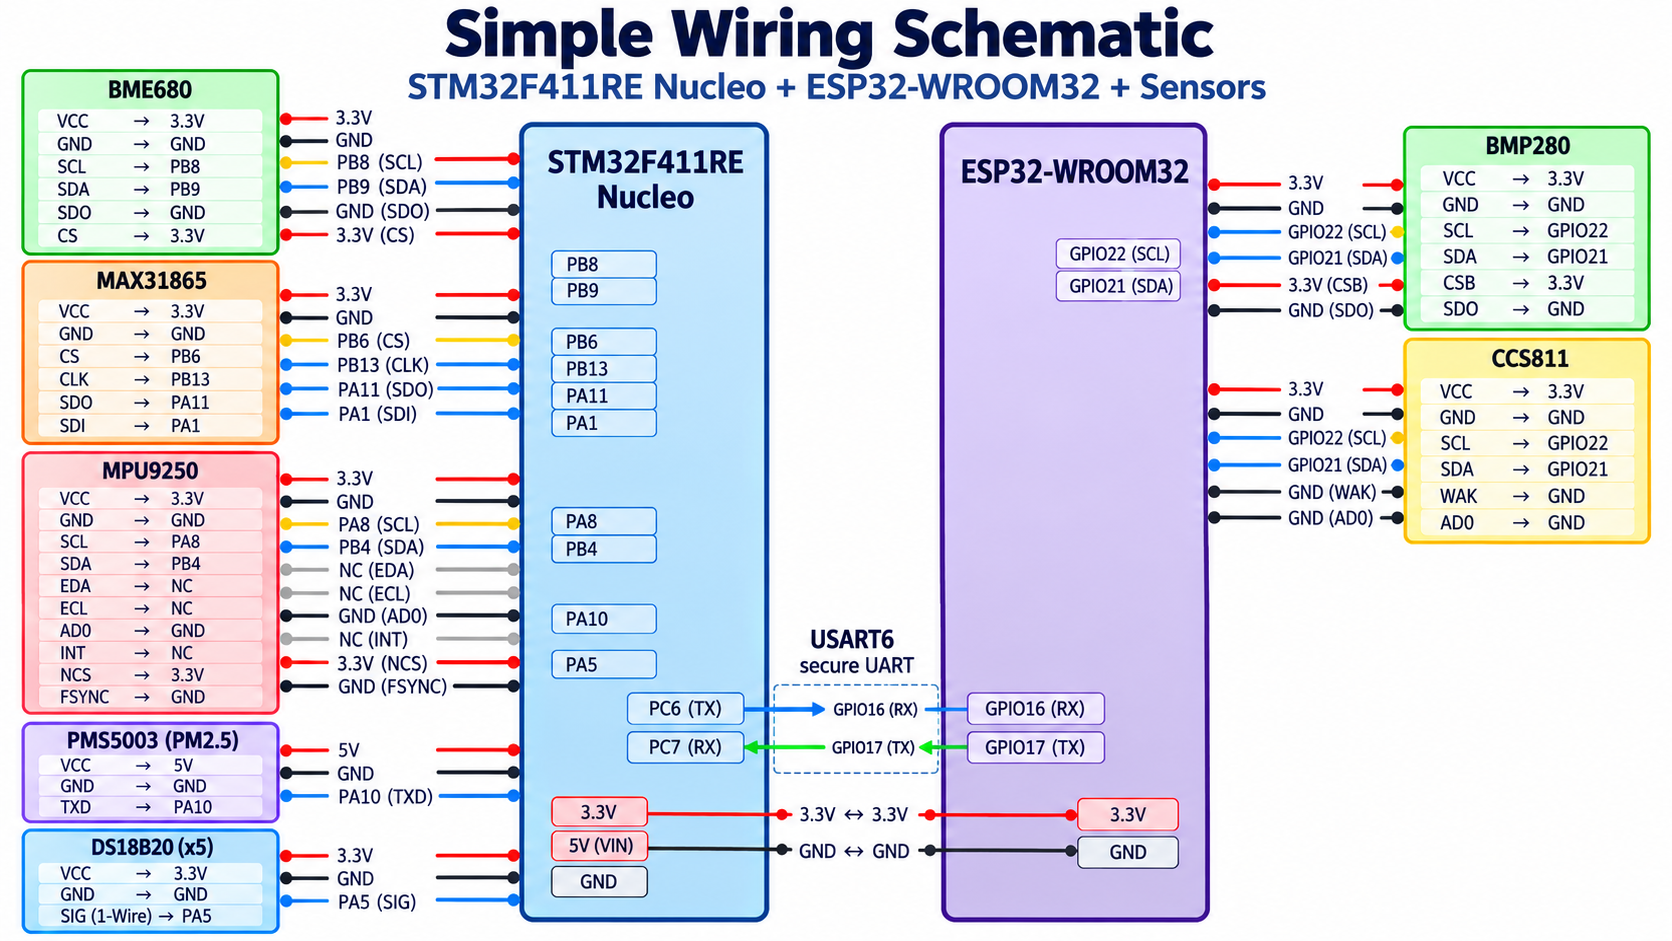 Simple Wiring Schematic
STM32F411RE Nucleo + ESP32-WROOM32 + Sensors
BME680
VCC → 3.3V
GND → GND
SCL → PB8
SDA → PB9
SDO → GND
CS → 3.3V
3.3V
GND
PB8 (SCL)
PB9 (SDA)
GND (SDO)
3.3V (CS)
MAX31865
VCC → 3.3V
GND → GND
CS → PB6
CLK → PB13
SDO → PA11
SDI → PA1
3.3V
GND
PB6 (CS)
PB13 (CLK)
PA11 (SDO)
PA1 (SDI)
MPU9250
VCC → 3.3V
GND → GND
SCL → PA8
SDA → PB4
EDA → NC
ECL → NC
AD0 → GND
INT → NC
NCS → 3.3V
FSYNC → GND
3.3V
GND
PA8 (SCL)
PB4 (SDA)
NC (EDA)
NC (ECL)
GND (AD0)
NC (INT)
3.3V (NCS)
GND (FSYNC)
PMS5003 (PM2.5)
VCC → 5V
GND → GND
TXD → PA10
5V
GND
PA10 (TXD)
DS18B20 (x5)
VCC → 3.3V
GND → GND
SIG (1-Wire) → PA5
3.3V
GND
PA5 (SIG)
STM32F411RE
Nucleo
PB8
PB9
PB6
PB13
PA11
PA1
PA8
PB4
PA10
PA5
PC6 (TX)
PC7 (RX)
3.3V
5V (VIN)
GND
USART6
secure UART
GPIO16 (RX)
GPIO17 (TX)
3.3V ↔ 3.3V
GND ↔ GND
ESP32-WROOM32
GPIO22 (SCL)
GPIO21 (SDA)
GPIO16 (RX)
GPIO17 (TX)
3.3V
GND
3.3V
GND
GPIO22 (SCL)
GPIO21 (SDA)
3.3V (CSB)
GND (SDO)
BMP280
VCC → 3.3V
GND → GND
SCL → GPIO22
SDA → GPIO21
CSB → 3.3V
SDO → GND
3.3V
GND
GPIO22 (SCL)
GPIO21 (SDA)
GND (WAK)
GND (AD0)
CCS811
VCC → 3.3V
GND → GND
SCL → GPIO22
SDA → GPIO21
WAK → GND
AD0 → GND